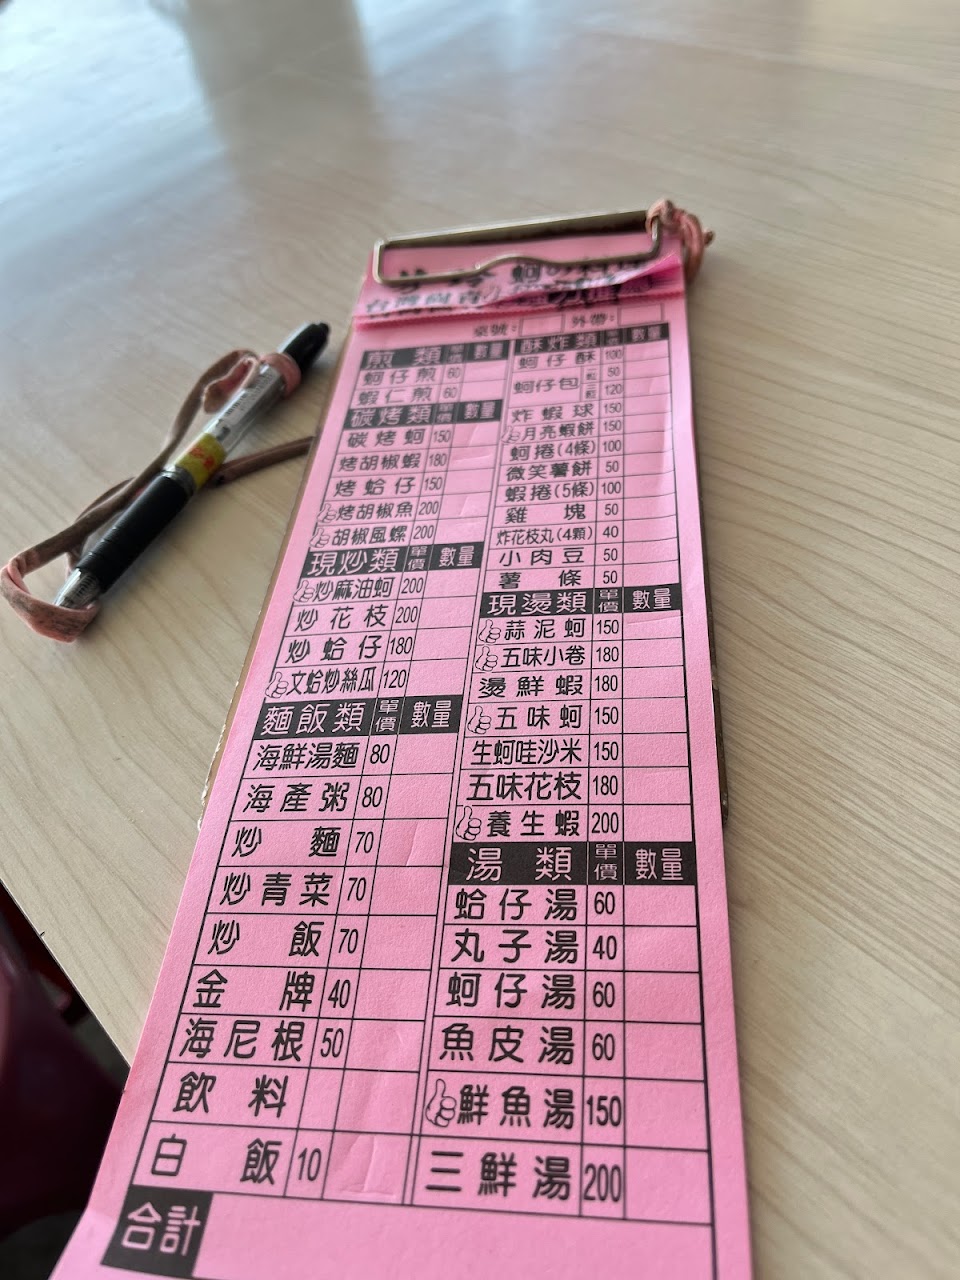 蚵
台灣
桌號： 外帶：
煎類 單價 數量
蚵仔煎 60
蝦仁煎 60
碳烤類 單價 數量
碳烤蚵 150
烤胡椒蝦 180
烤蛤仔 150
烤胡椒魚 200
胡椒風螺 200
現炒類 單價 數量
炒麻油蚵 200
炒花枝 200
炒蛤仔 180
文蛤炒絲瓜 120
麵飯類 單價 數量
海鮮湯麵 80
海產粥 80
炒麵 70
炒青菜 70
炒飯 70
金牌 40
海尼根 50
飲料
白飯 10
合計
酥炸類 單價 數量
蚵仔酥 100
蚵仔包 一粒 50
三粒 120
炸蝦球 150
月亮蝦餅 150
蚵捲(4條) 100
微笑薯餅 50
蝦捲(5條) 100
雞塊 50
炸花枝丸(4顆) 40
小肉豆 50
薯條 50
現燙類 單價 數量
蒜泥蚵 150
五味小卷 180
燙鮮蝦 180
五味蚵 150
生蚵哇沙米 150
五味花枝 180
養生蝦 200
湯類 單價 數量
蛤仔湯 60
丸子湯 40
蚵仔湯 60
魚皮湯 60
鮮魚湯 150
三鮮湯 200